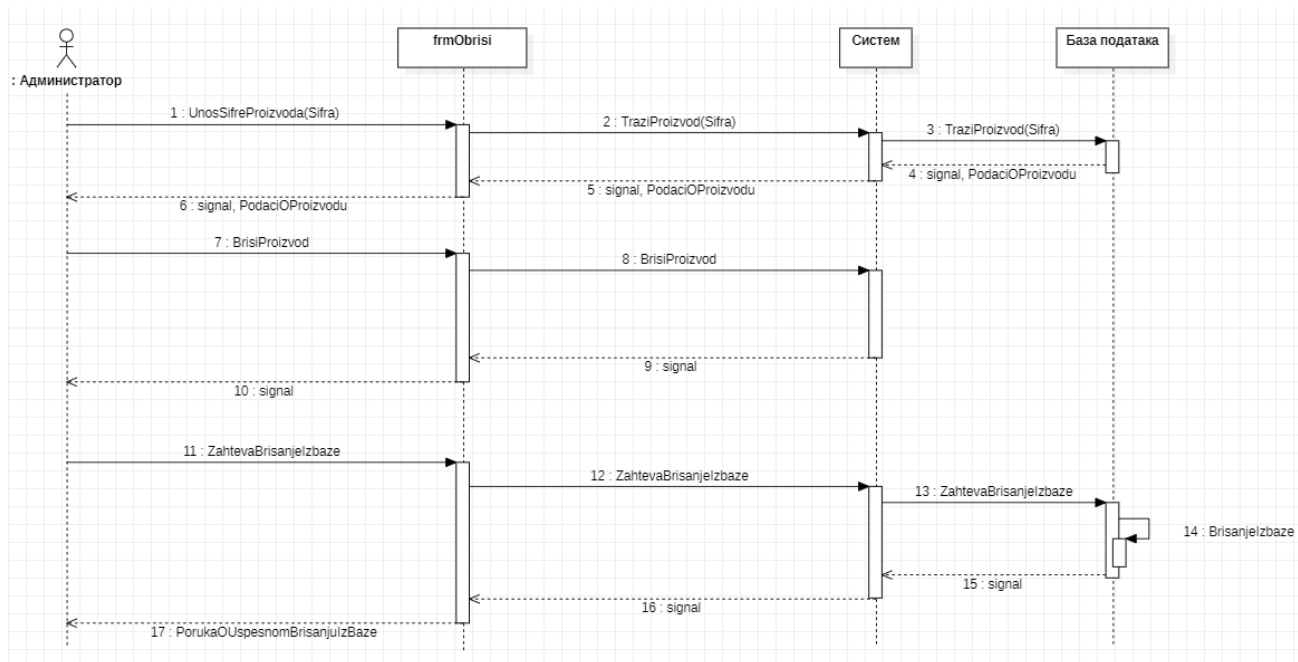 frmObrisi
Систем
База података
: Администратор
1 : UnosSifreProizvoda(Sifra)
2 : TraziProizvod(Sifra)
3 : TraziProizvod(Sifra)
4 : signal, PodaciOProizvodu
5 : signal, PodaciOProizvodu
6 : signal, PodaciOProizvodu
7 : BrisiProizvod
8 : BrisiProizvod
9 : signal
10 : signal
11 : ZahtevaBrisanjeIzbaze
12 : ZahtevaBrisanjeIzbaze
13 : ZahtevaBrisanjeIzbaze
14 : BrisanjeIzbaze
15 : signal
16 : signal
17 : PorukaOUspesnomBrisanjuIzBaze